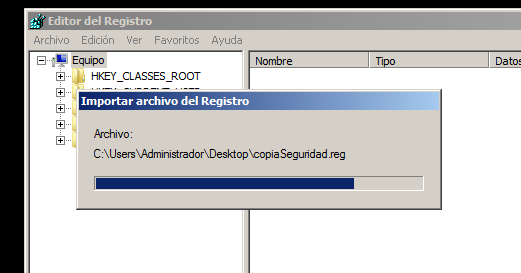 Editor del Registro
Archivo Edición Ver Favoritos Ayuda
Equipo
Nombre Tipo Datos
HKEY_CLASSES_ROOT
Importar archivo del Registro
Archivo:
C:\Users\Administrador\Desktop\copiaSeguridad.reg